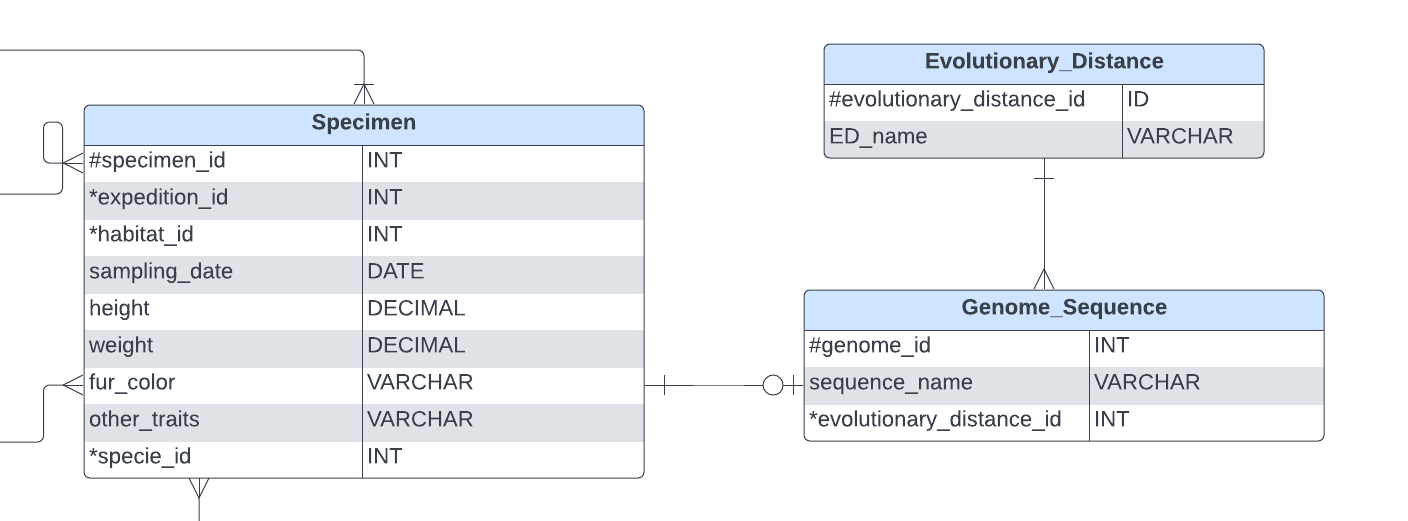 Evolutionary_Distance
#evolutionary_distance_id ID
ED_name VARCHAR
Specimen
#specimen_id INT
*expedition_id INT
*habitat_id INT
sampling_date DATE
height DECIMAL
weight DECIMAL
fur_color VARCHAR
other_traits VARCHAR
*specie_id INT
Genome_Sequence
#genome_id INT
sequence_name VARCHAR
*evolutionary_distance_id INT